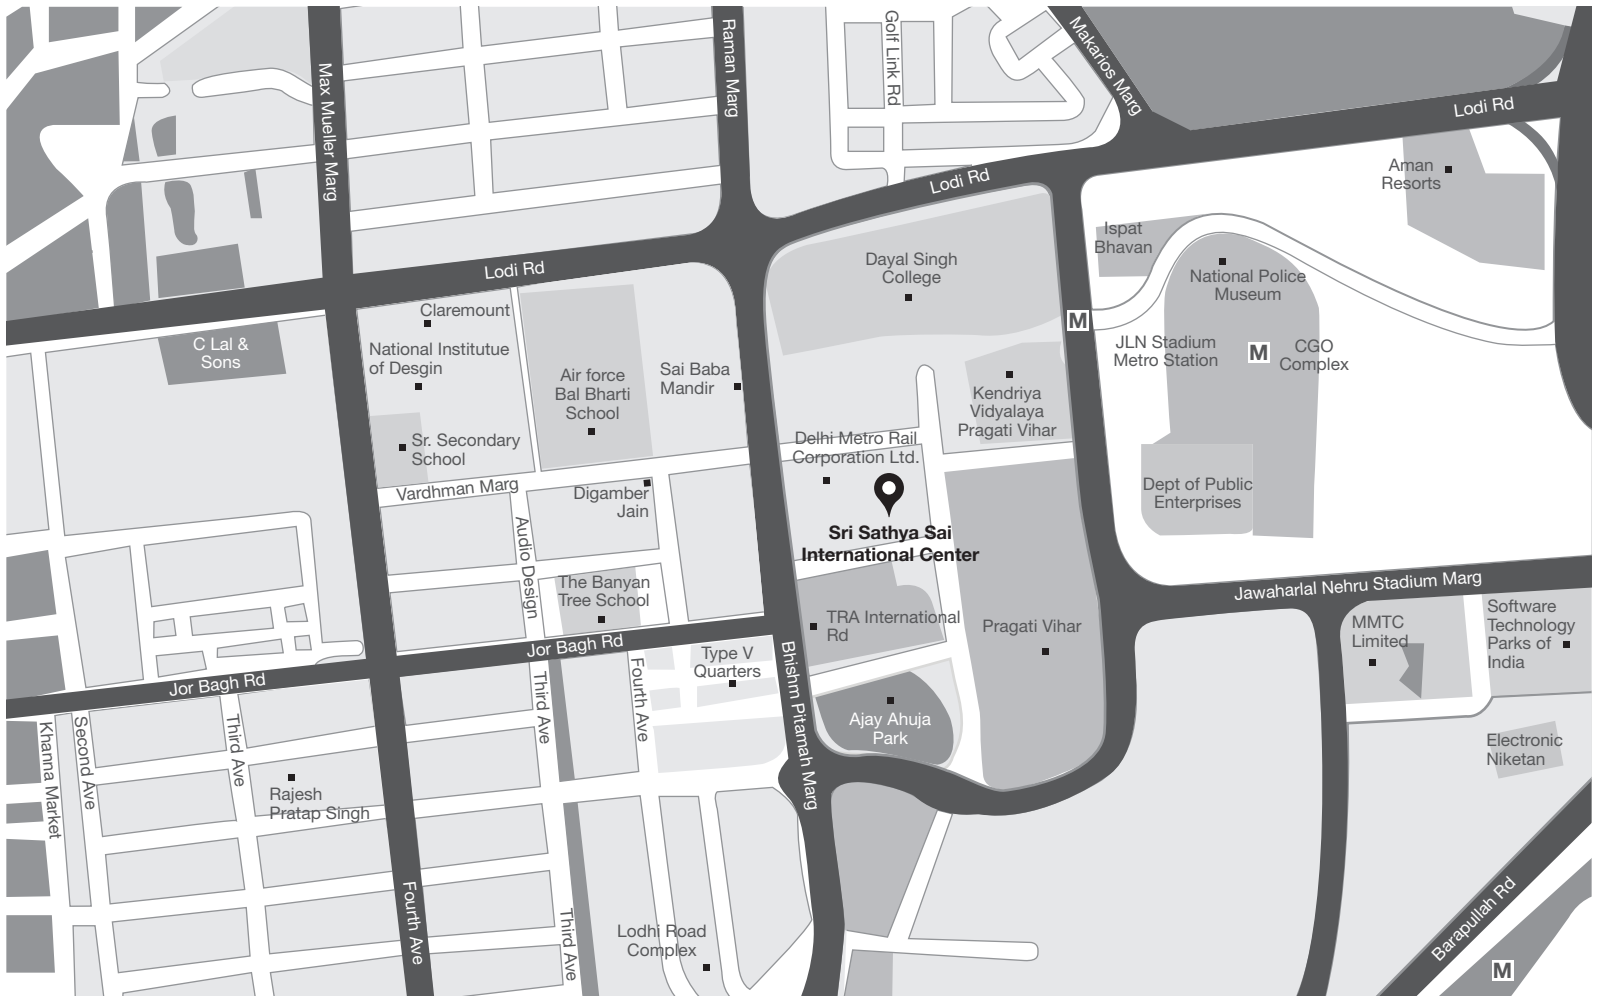 Golf Link Rd
Makarios Marg
Raman Marg
Max Mueller Marg
Lodi Rd
Aman
Resorts
Lodi Rd
Ispat
Bhavan
Dayal Singh
College
Lodi Rd
National Police
Museum
Claremount
M
C Lal &
Sons
National Institutue
of Desgin
JLN Stadium
Metro Station
M
CGO
Complex
Air force
Bal Bharti
School
Sai Baba
Mandir
Kendriya
Vidyalaya
Pragati Vihar
Sr. Secondary
School
Delhi Metro Rail
Corporation Ltd.
Vardhman Marg
Digamber
Jain
Dept of Public
Enterprises
Audio Design
Sri Sathya Sai
International Center
The Banyan
Tree School
Jawaharlal Nehru Stadium Marg
TRA International
Rd
Pragati Vihar
MMTC
Limited
Software
Technology
Parks of
India
Jor Bagh Rd
Type V
Quarters
Bhishm Pitamah Marg
Jor Bagh Rd
Third Ave
Fourth Ave
Ajay Ahuja
Park
Khanna Market
Second Ave
Third Ave
Electronic
Niketan
Rajesh
Pratap Singh
Fourth Ave
Third Ave
Lodhi Road
Complex
Barapullah Rd
M